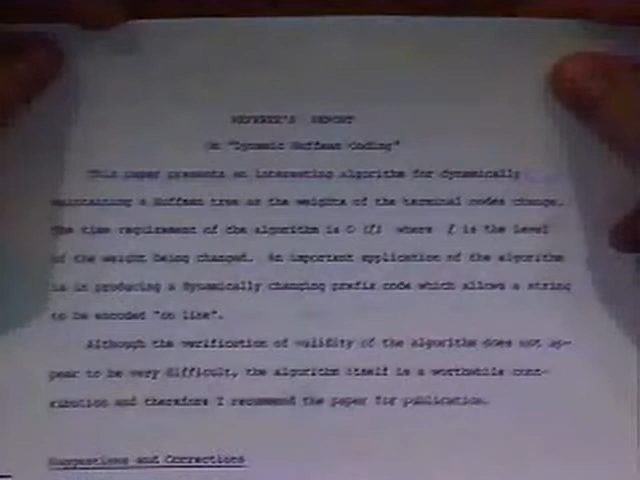 REFEREE'S REPORT
On "Dynamic Huffman Coding"
This paper presents an interesting algorithm for dynamically
maintaining a Huffman tree as the weights of the terminal nodes change.
The time requirement of the algorithm is O(ℓ) where ℓ is the level
of the weight being changed. An important application of the algorithm
is in producing a dynamically changing prefix code which allows a string
to be encoded "on line".
Although the verification of validity of the algorithm does not ap-
pear to be very difficult, the algorithm itself is a worthwhile cont-
ribution and therefore I recommend the paper for publication.
Suggestions and Corrections